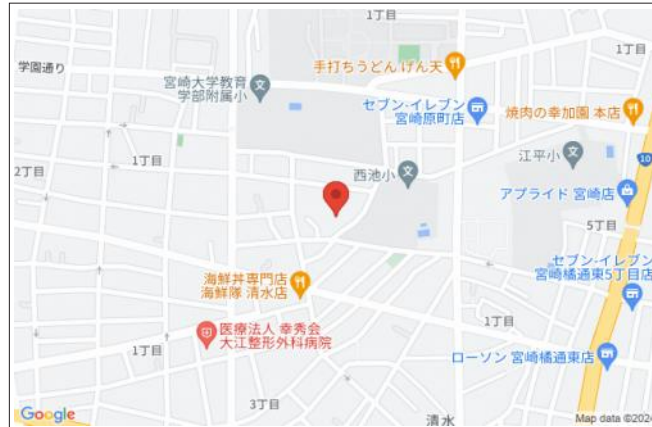 1丁目
1丁目
学園通り
手打ちうどん げん天
宮崎大学教育
学部附属小
セブン-イレブン
宮崎原町店
焼肉の幸加園 本店
2丁目
1丁目
西池小
江平小
10
アプライド 宮崎店
5丁目
セブン-イレブン
宮崎橘通東5丁目店
海鮮丼専門店
海鮮隊 清水店
医療法人 幸秀会
大江整形外科病院
1丁目
1丁目
ローソン 宮崎橘通東店
3丁目
清水
Google
Map data ©2024